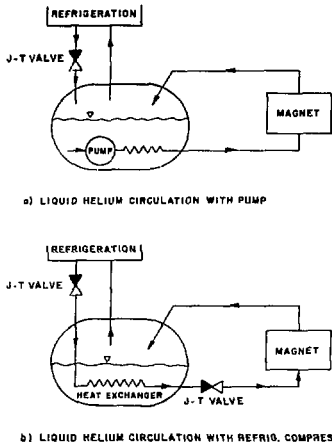 REFRIGERATION
J-T VALVE
PUMP
MAGNET
a) LIQUID HELIUM CIRCULATION WITH PUMP
REFRIGERATION
J-T VALVE
HEAT EXCHANGER
J-T VALVE
MAGNET
b) LIQUID HELIUM CIRCULATION WITH REFRIG. COMPRES